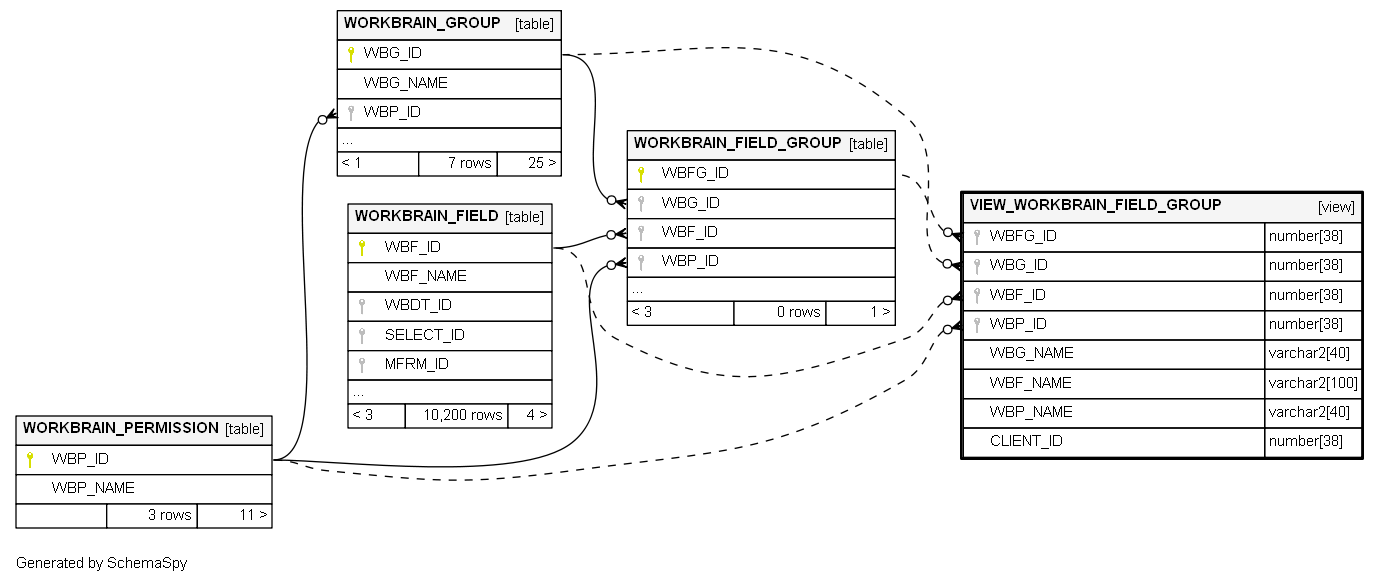 WORKBRAIN_GROUP [table]
WBG_ID
WBG_NAME
WBP_ID
...
< 1 7 rows 25 >
WORKBRAIN_FIELD [table]
WBF_ID
WBF_NAME
WBDT_ID
SELECT_ID
MFRM_ID
...
< 3 10,200 rows 4 >
WORKBRAIN_PERMISSION [table]
WBP_ID
WBP_NAME
3 rows 11 >
WORKBRAIN_FIELD_GROUP [table]
WBFG_ID
WBG_ID
WBF_ID
WBP_ID
...
< 3 0 rows 1 >
VIEW_WORKBRAIN_FIELD_GROUP [view]
WBFG_ID number[38]
WBG_ID number[38]
WBF_ID number[38]
WBP_ID number[38]
WBG_NAME varchar2[40]
WBF_NAME varchar2[100]
WBP_NAME varchar2[40]
CLIENT_ID number[38]
Generated by SchemaSpy